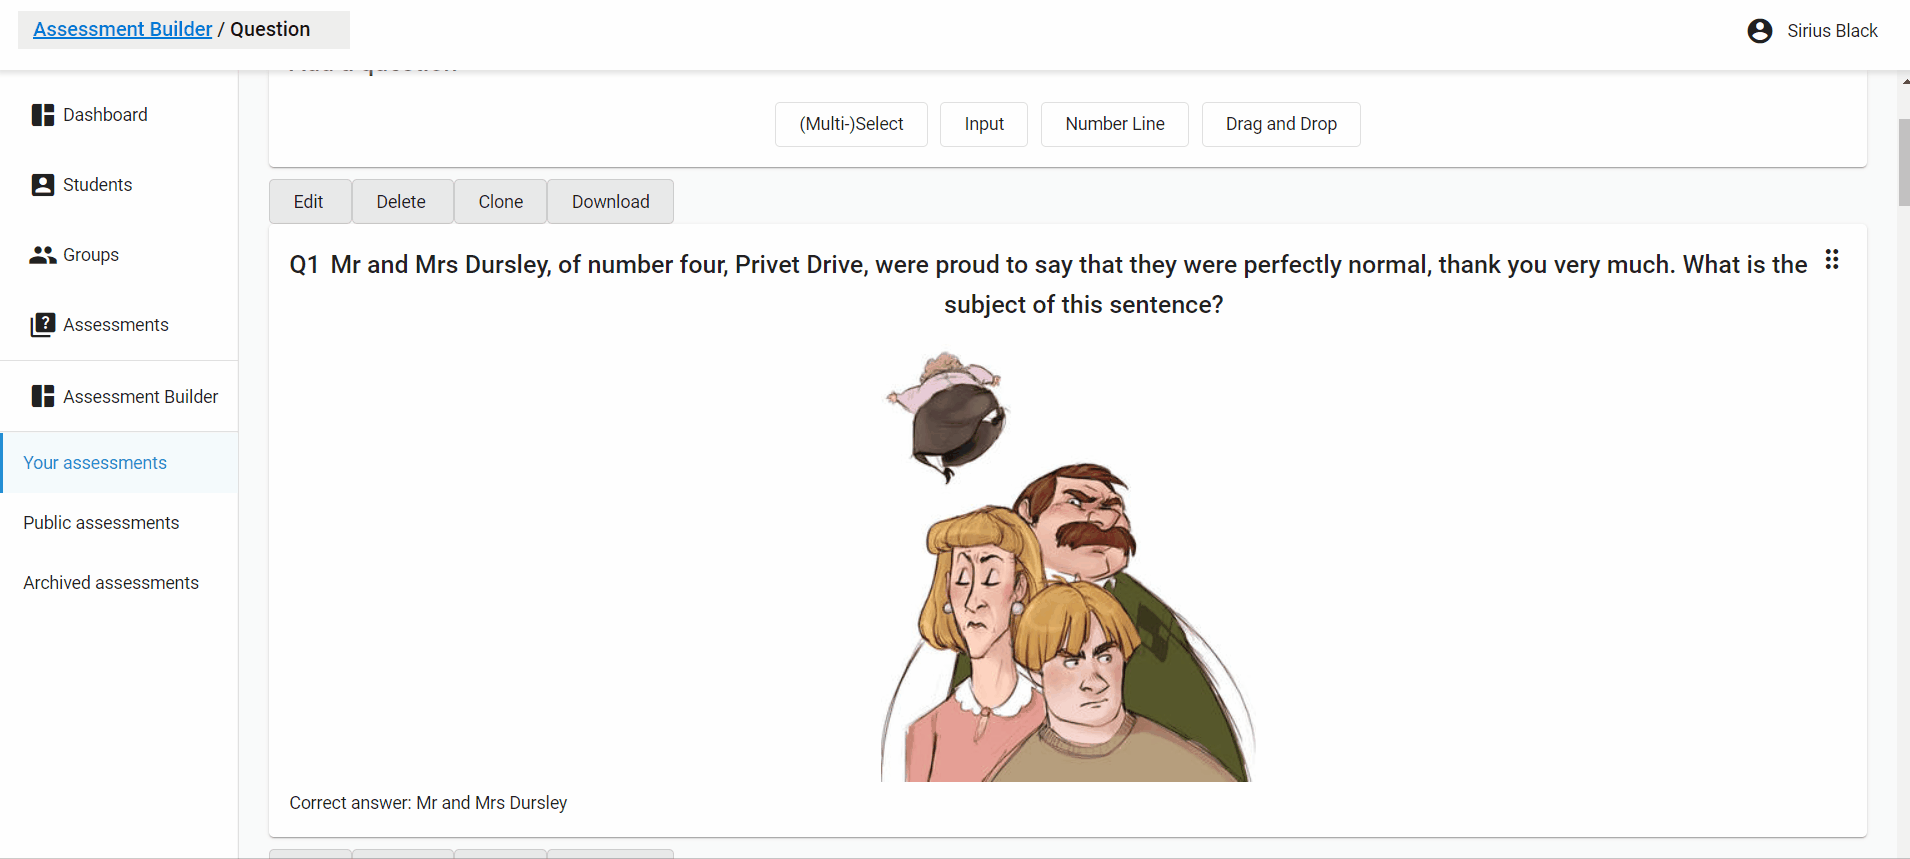 Assessment Builder / Question
Sirius Black
Dashboard
Students
Groups
Assessments
Assessment Builder
Your assessments
Public assessments
Archived assessments
(Multi-)Select Input Number Line Drag and Drop
Edit Delete Clone Download
Q1 Mr and Mrs Dursley, of number four, Privet Drive, were proud to say that they were perfectly normal, thank you very much. What is the
subject of this sentence?
Correct answer: Mr and Mrs Dursley